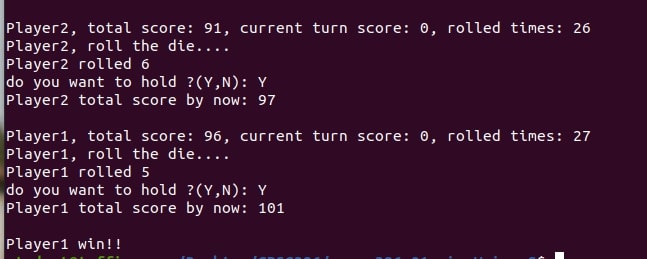 Player2, total score: 91, current turn score: 0, rolled times: 26
Player2, roll the die....
Player2 rolled 6
do you want to hold ?(Y,N): Y
Player2 total score by now: 97
Player1, total score: 96, current turn score: 0, rolled times: 27
Player1, roll the die....
Player1 rolled 5
do you want to hold ?(Y,N): Y
Player1 total score by now: 101
Player1 win!!